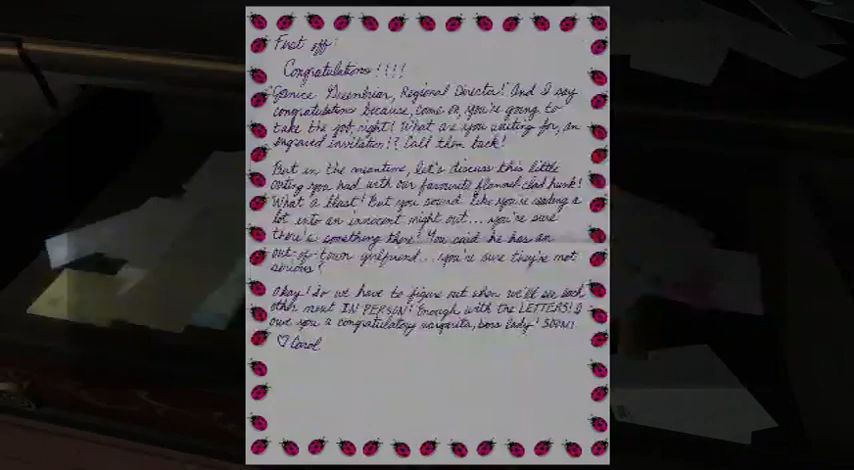 First off:
Congratulations!!!!
Janice Greenbriar, Regional Director! And I say
congratulations because, come on, you're going to
take the job, right! What are you waiting for, an
engraved invitation!? Call them back!
But in the meantime, let's discuss this little
outing you had with our favourite flannel-clad hunk!
What a blast! But you sound like you're reading a
lot into an innocent night out... you're sure
there's something there? You said he has an
out-of-town girlfriend... you're sure they're not
serious?
Okay! So we have to figure out when we'll see each
other next IN PERSON! Enough with the LETTERS! I
owe you a congratulatory margarita, boss lady! SOON!
♡ Carol